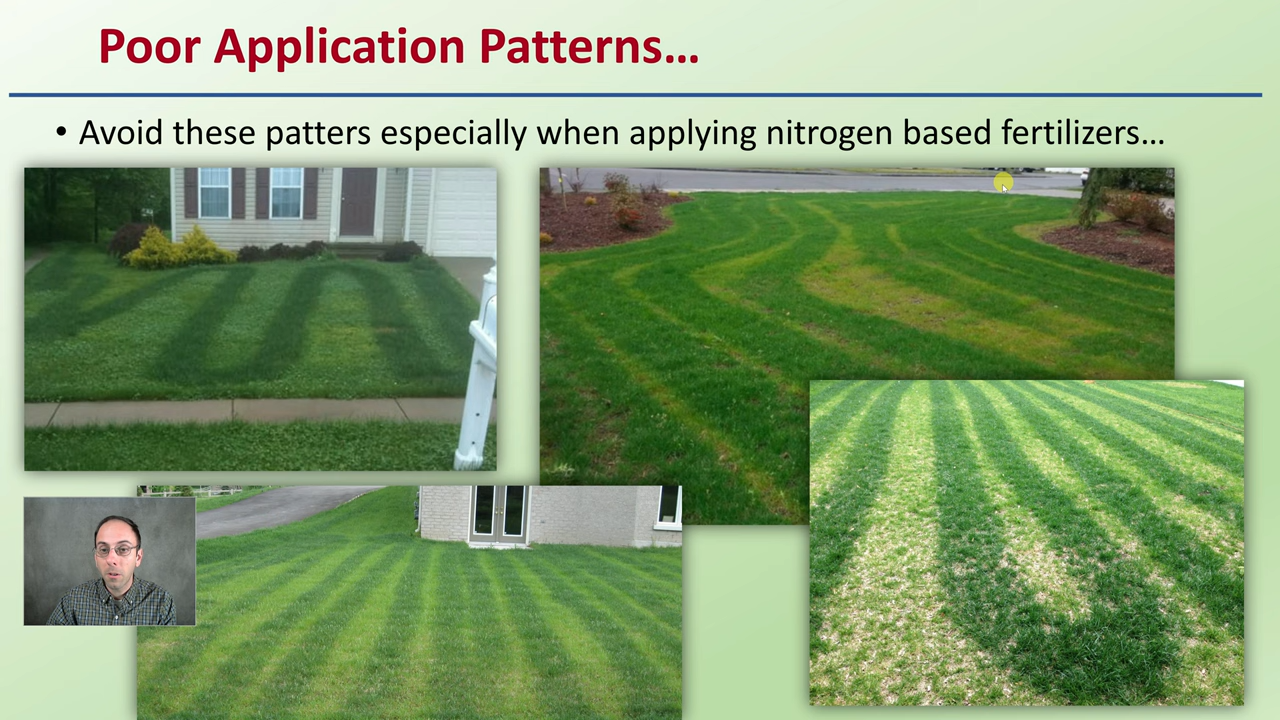 Poor Application Patterns…
• Avoid these patters especially when applying nitrogen based fertilizers…